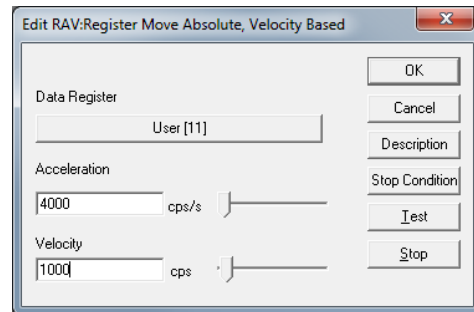 Edit RAV:Register Move Absolute, Velocity Based
OK
Data Register
Cancel
User [11]
Description
Acceleration
Stop Condition
4000 cps/s
Test
Velocity
Stop
1000 cps